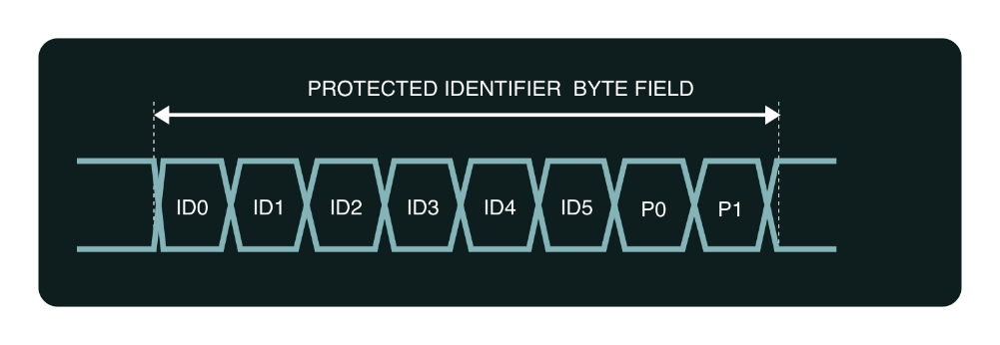 PROTECTED IDENTIFIER BYTE FIELD
ID0 ID1 ID2 ID3 ID4 ID5 P0 P1